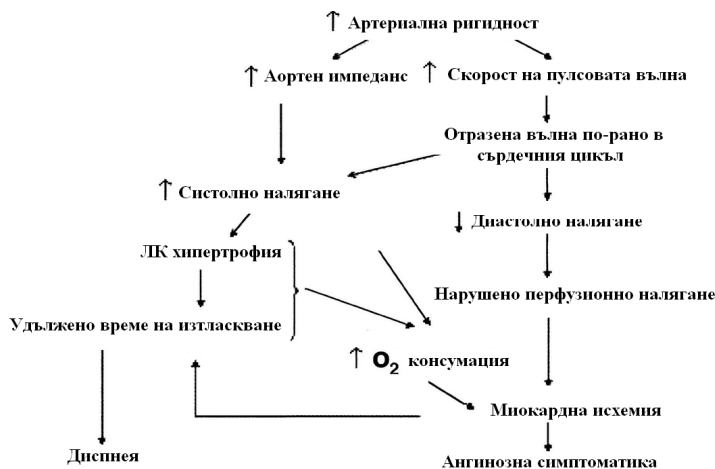 ↑ Артериална ригидност
↑ Аортен импеданс
↑ Скорост на пулсовата вълна
Отразена вълна по-рано в
сърдечния цикъл
↑ Систолно налягане
↓ Диастолно налягане
ЛК хипертрофия
Нарушено перфузионно налягане
Удължено време на изтласкване
↑ O₂ консумация
Миокардна исхемия
Диспнея
Ангинозна симптоматика